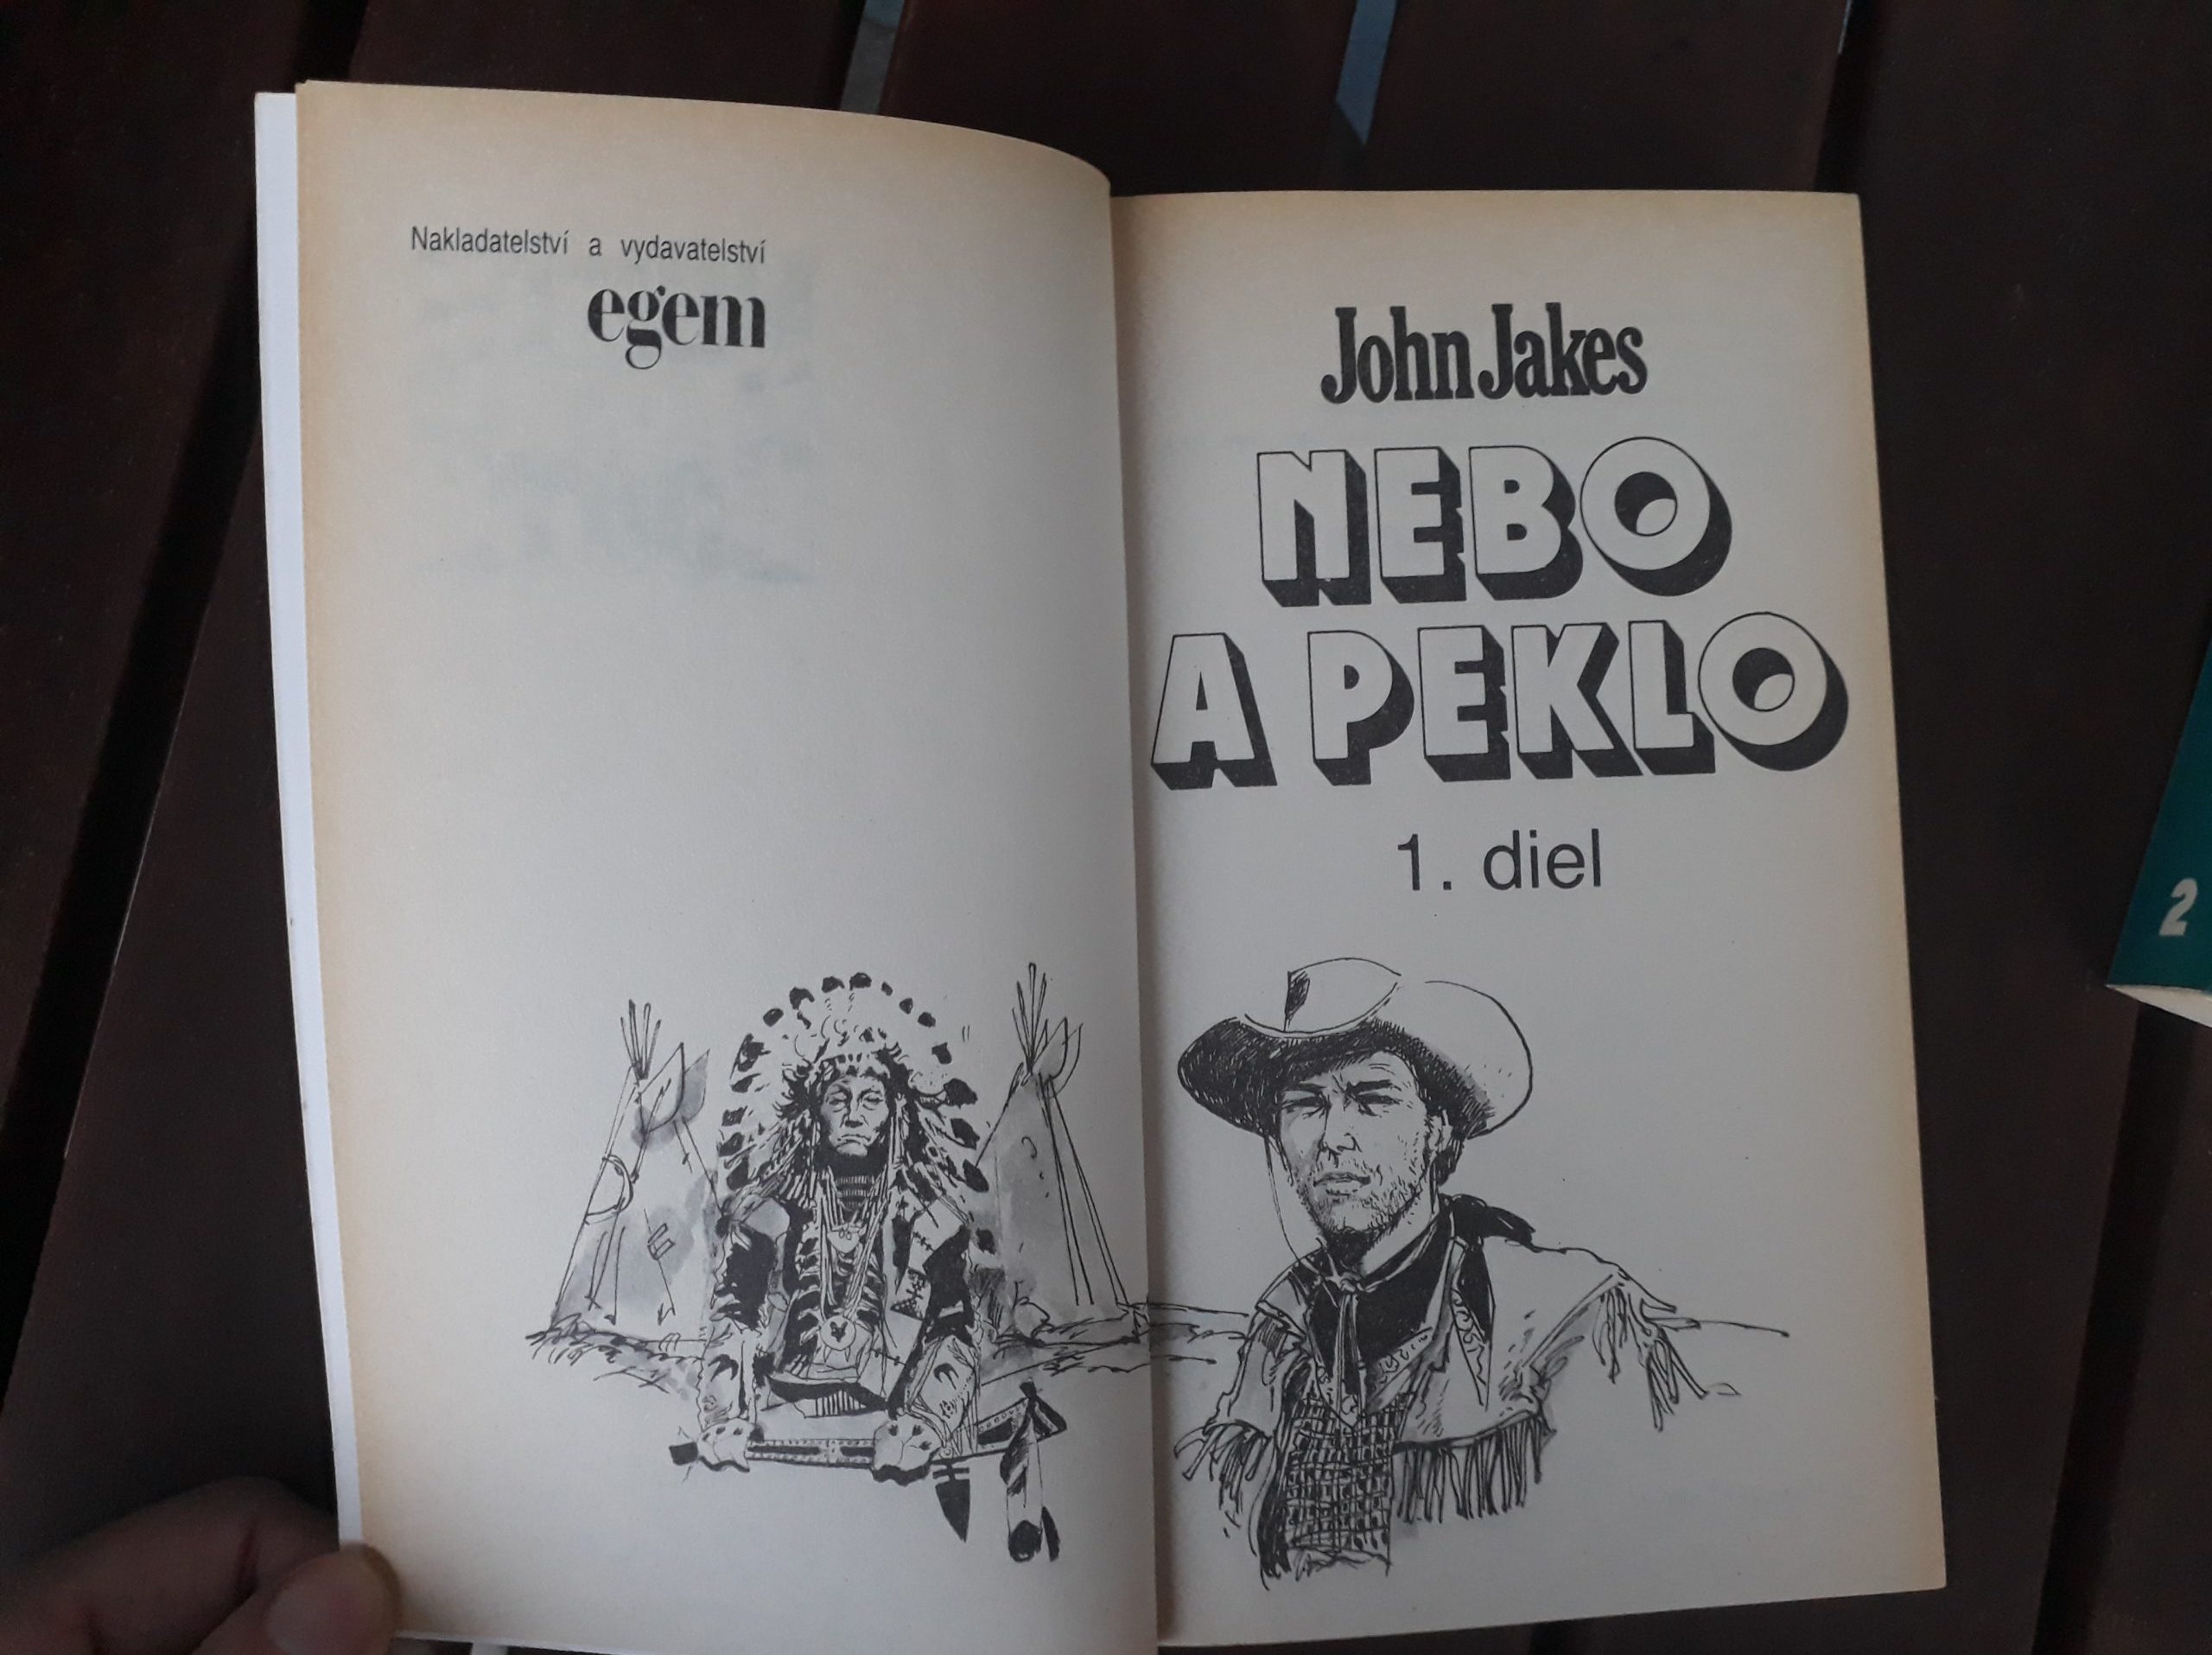 Nakladatelství a vydavatelství
egem
John Jakes
NEBO
A PEKLO
1. diel
2